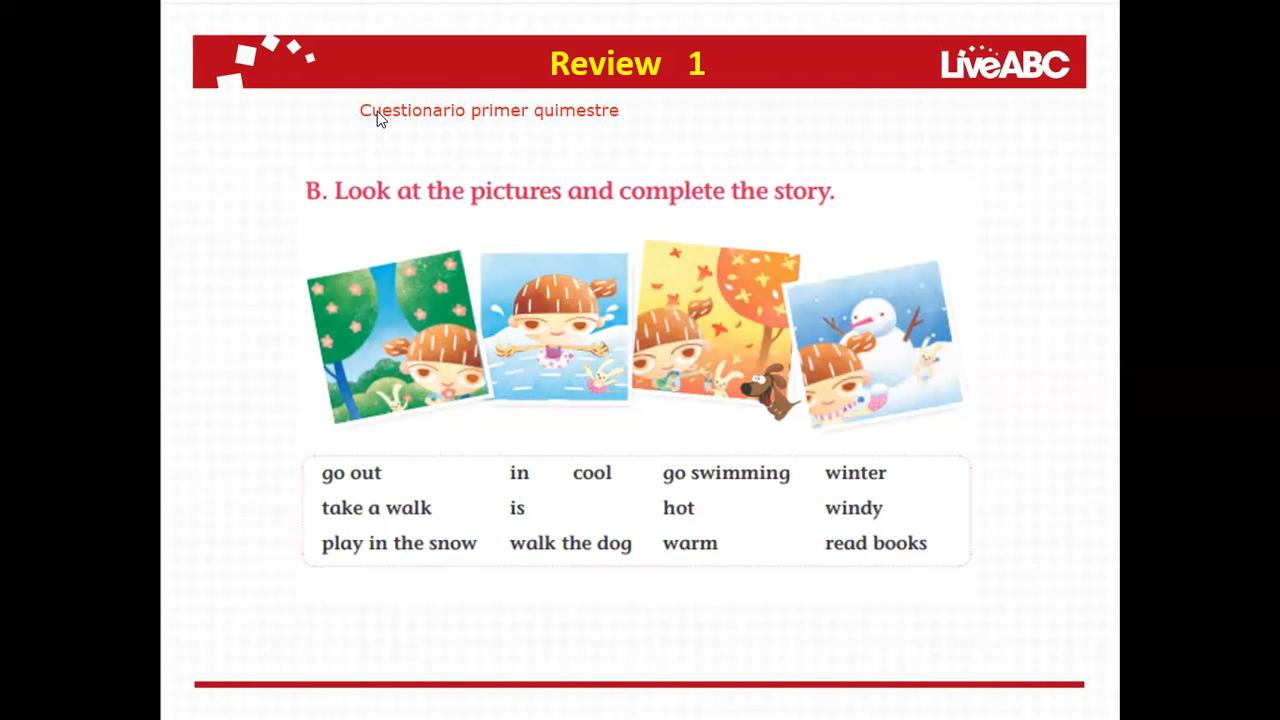 Review 1
LiveABC
Cuestionario primer quimestre
B. Look at the pictures and complete the story.
go out in cool go swimming winter
take a walk is hot windy
play in the snow walk the dog warm read books